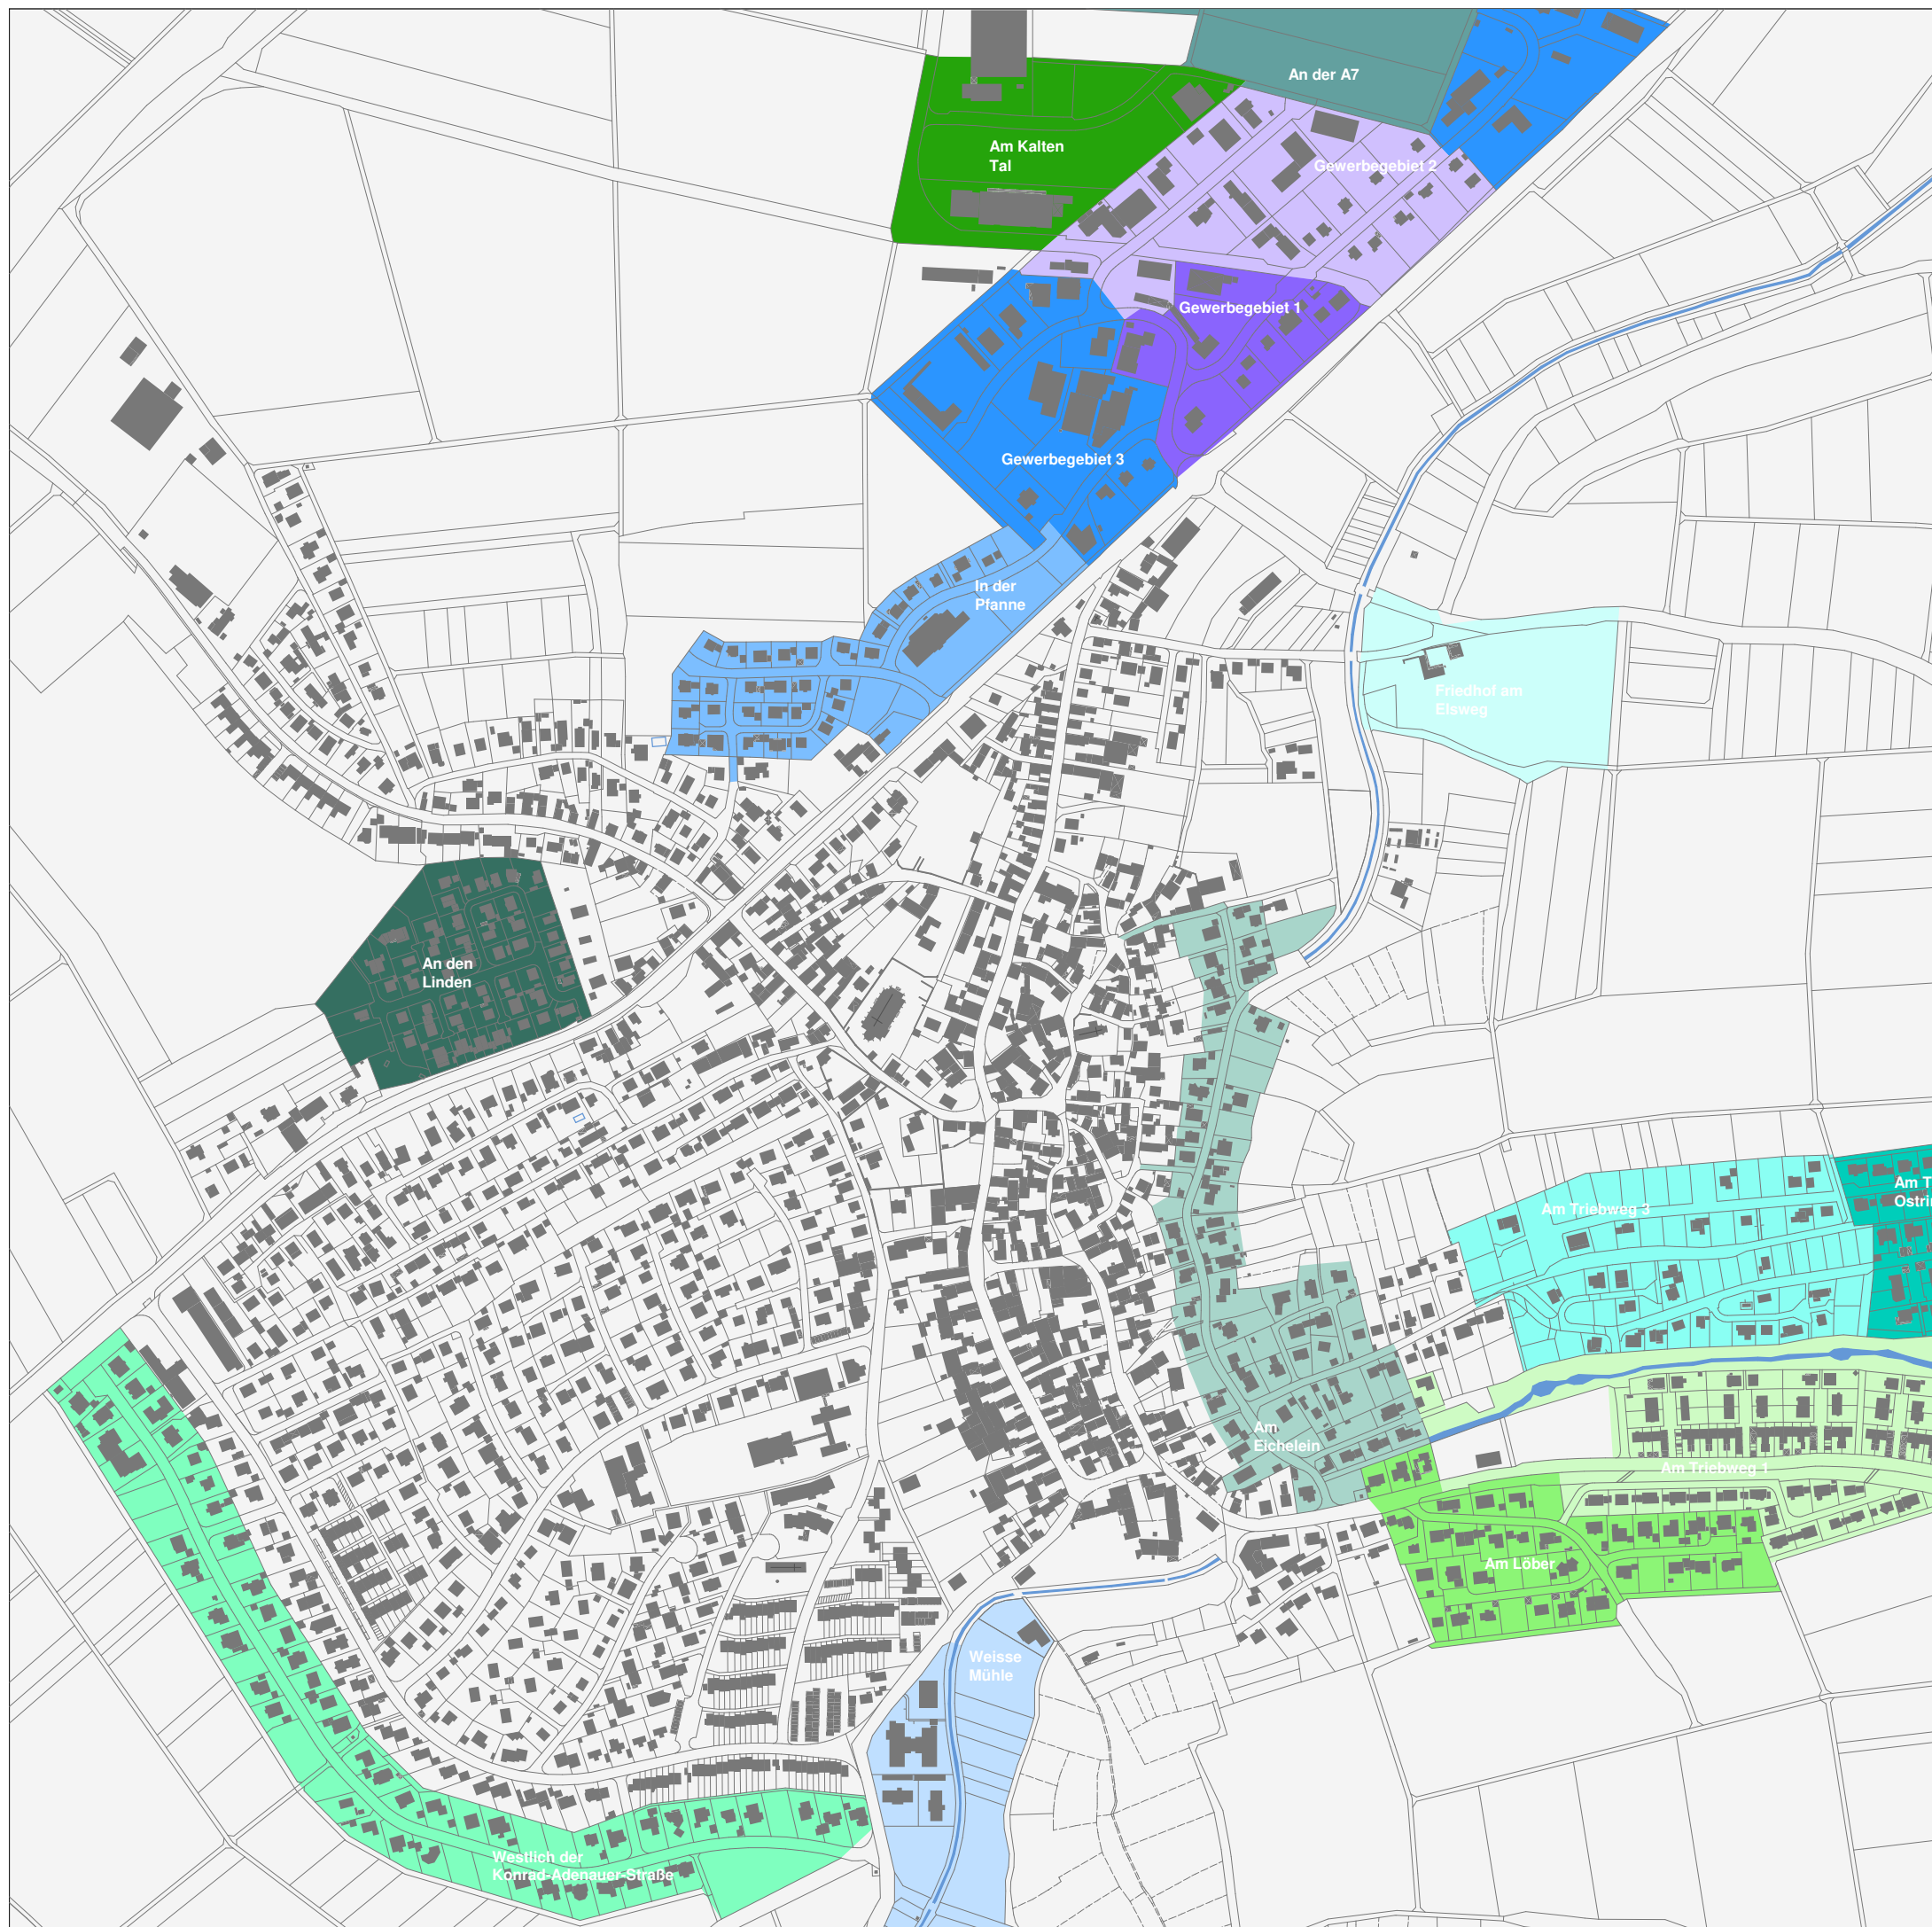 An der A7
Am Kalten
Tal
Gewerbegebiet 2
Gewerbegebiet 1
Gewerbegebiet 3
In der
Pfanne
Friedhof am
Elsweg
An den
Linden
Am
Am Triebweg 3
Am
Eichelein
Am Triebweg 1
Am Löber
Weisse
Mühle
Westlich der
Konrad-Adenauer-Straße